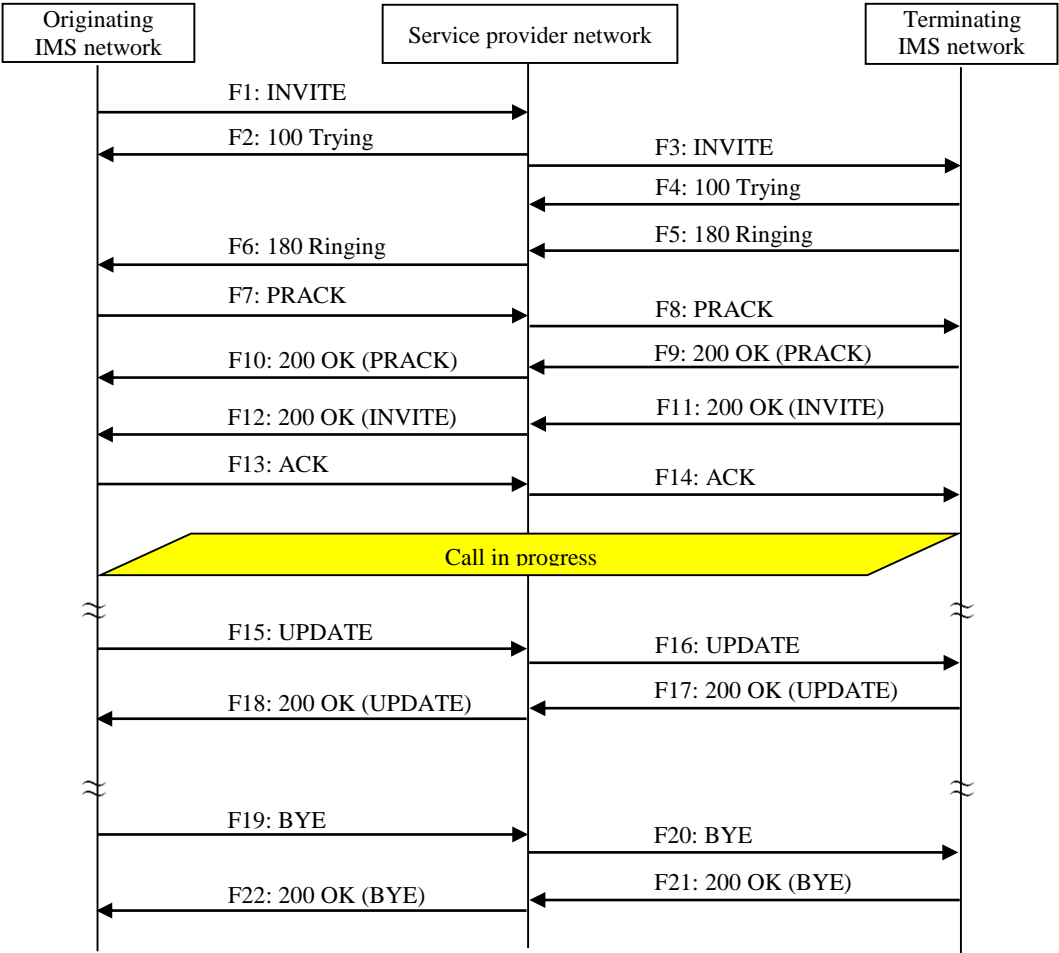 Originating
IMS network
Service provider network
Terminating
IMS network
F1: INVITE
F2: 100 Trying
F3: INVITE
F4: 100 Trying
F5: 180 Ringing
F6: 180 Ringing
F7: PRACK
F8: PRACK
F9: 200 OK (PRACK)
F10: 200 OK (PRACK)
F11: 200 OK (INVITE)
F12: 200 OK (INVITE)
F13: ACK
F14: ACK
Call in progress
F15: UPDATE
F16: UPDATE
F17: 200 OK (UPDATE)
F18: 200 OK (UPDATE)
F19: BYE
F20: BYE
F21: 200 OK (BYE)
F22: 200 OK (BYE)